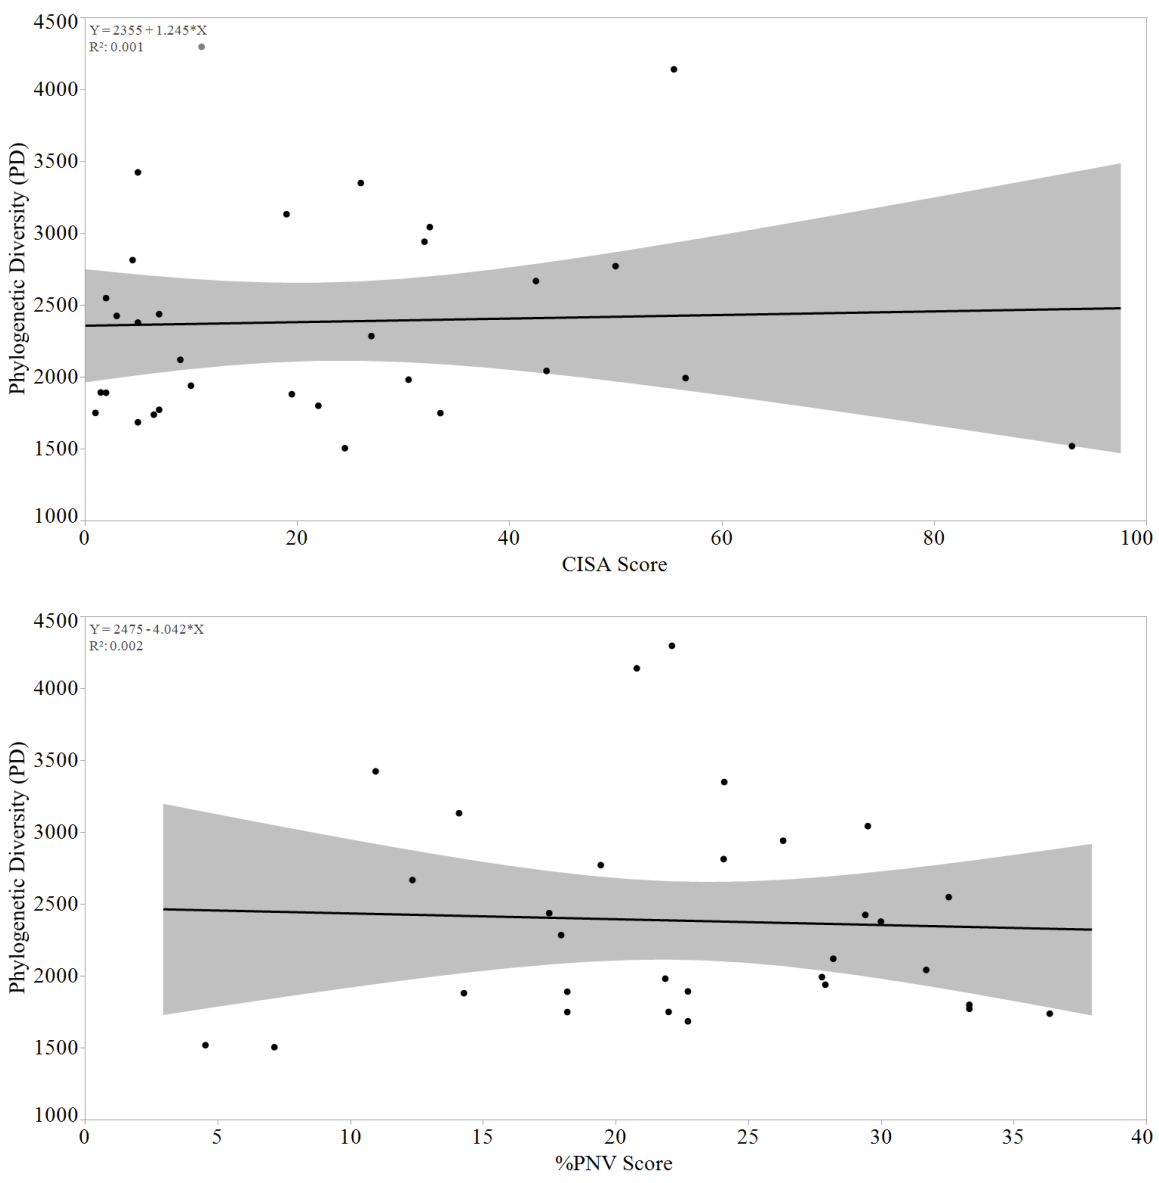 4500
Y = 2355 + 1.245*X
R²: 0.001
4000
3500
3000
2500
2000
1500
1000
Phylogenetic Diversity (PD)
0 20 40 60 80 100
CISA Score
4500
Y = 2475 - 4.042*X
R²: 0.002
4000
3500
3000
2500
2000
1500
1000
Phylogenetic Diversity (PD)
0 5 10 15 20 25 30 35 40
%PNV Score